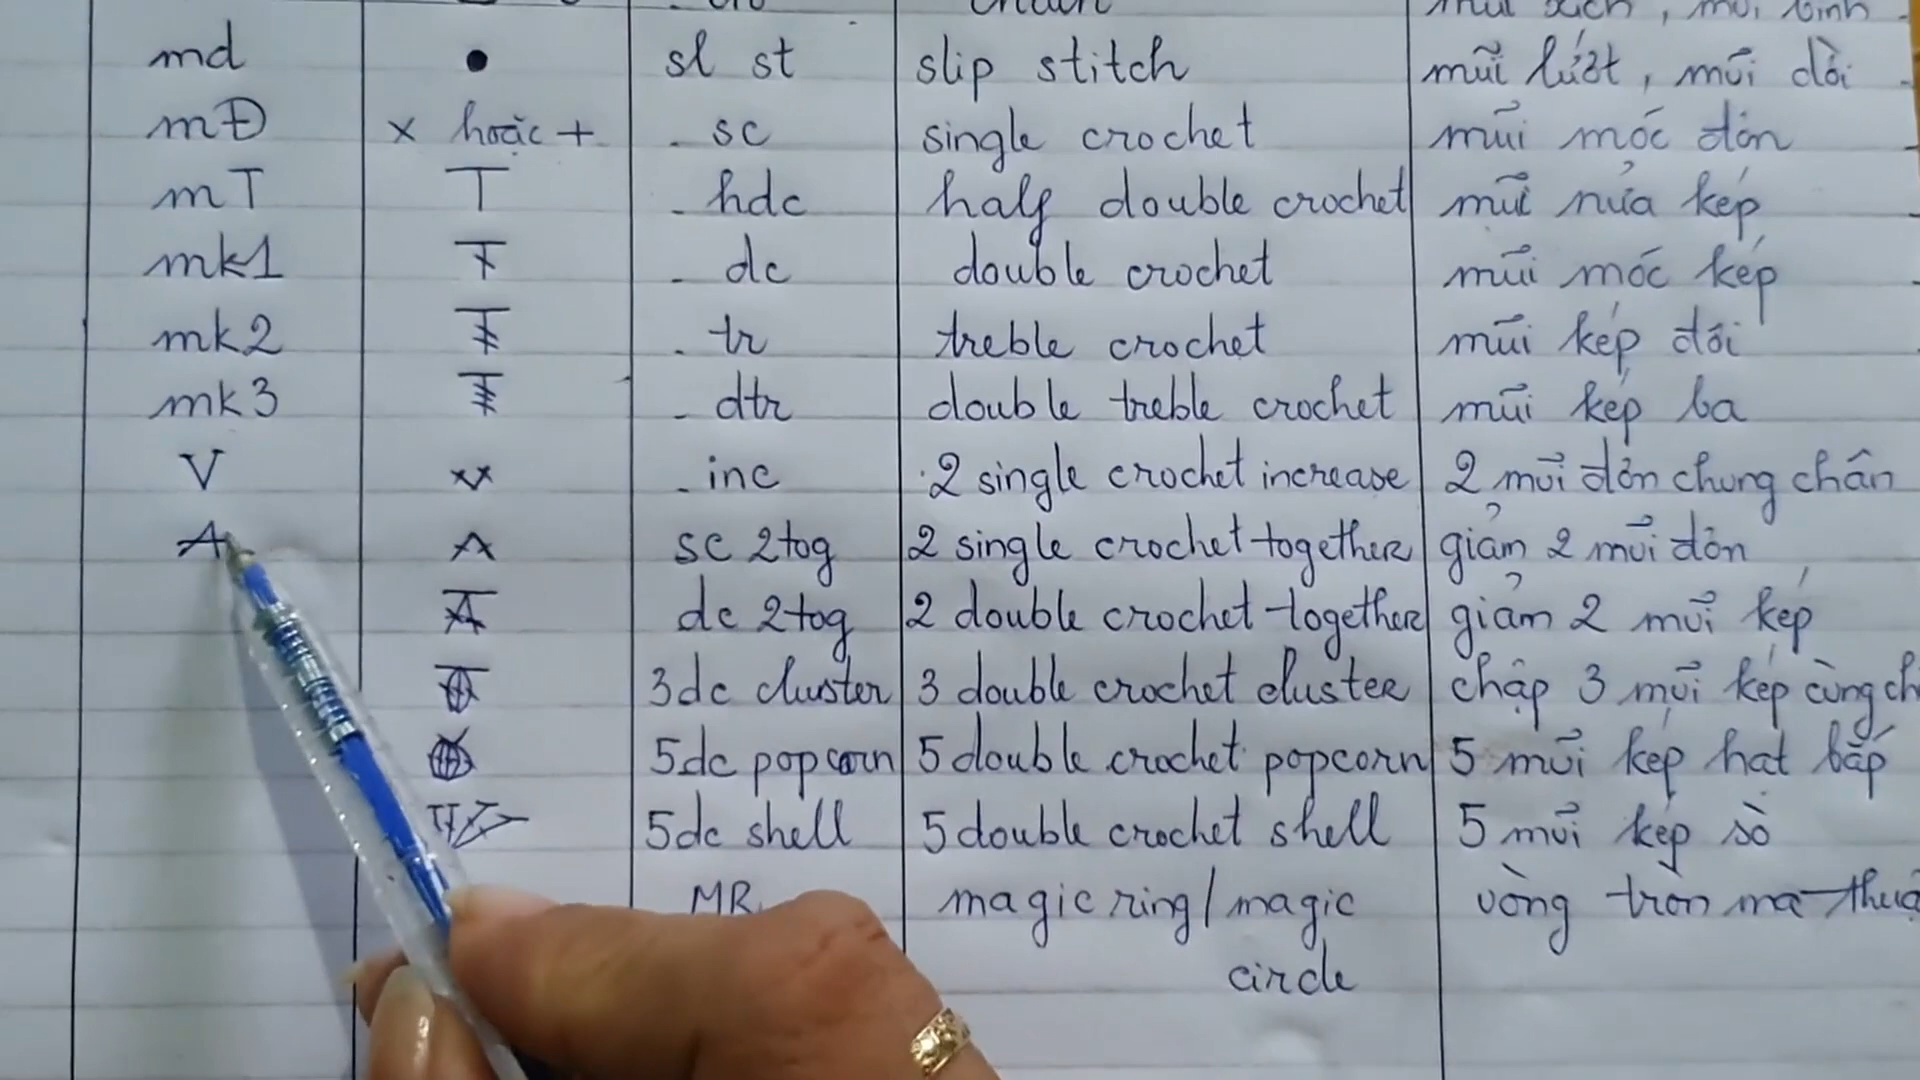 chain
md • sl st slip stitch mũi lướt, mũi dời
mĐ x hoặc + sc single crochet mũi móc đơn
mT T hdc half double crochet mũi nửa kép
mk1 dc double crochet mũi móc kép
mk2 tr treble crochet mũi kép đôi
mk3 dtr double treble crochet mũi kép ba
V inc 2 single crochet increase 2 mũi đơn chung chân
A sc 2tog 2 single crochet together giảm 2 mũi đơn
dc 2tog 2 double crochet together giảm 2 mũi kép
3dc cluster 3 double crochet cluster chập 3 mũi kép cùng
5dc popcorn 5 double crochet popcorn 5 mũi kép hạt bắp
5dc shell 5 double crochet shell 5 mũi kép sò
MR magic ring/magic vòng tròn ma
circle